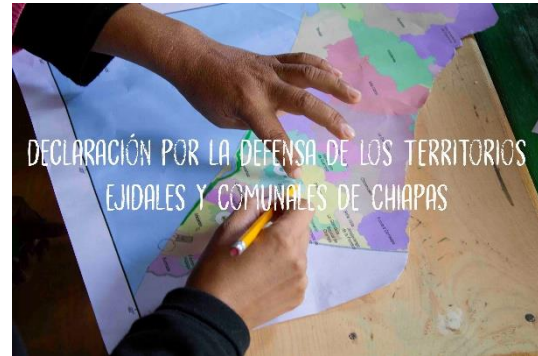 DECLARACIÓN POR LA DEFENSA DE LOS TERRITORIOS
EJIDALES Y COMUNALES DE CHIAPAS